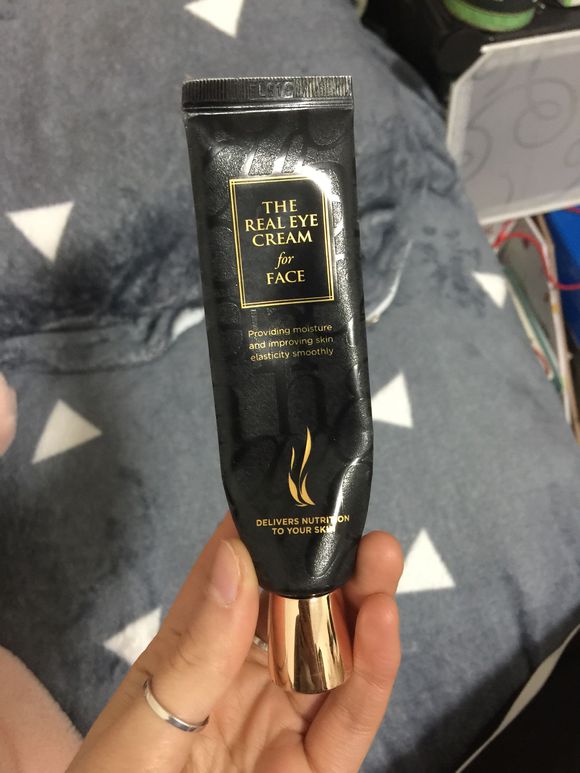 THE
REAL EYE
CREAM
for
FACE
Providing moisture
and improving skin
elasticity smoothly
DELIVERS NUTRITION
TO YOUR SKIN